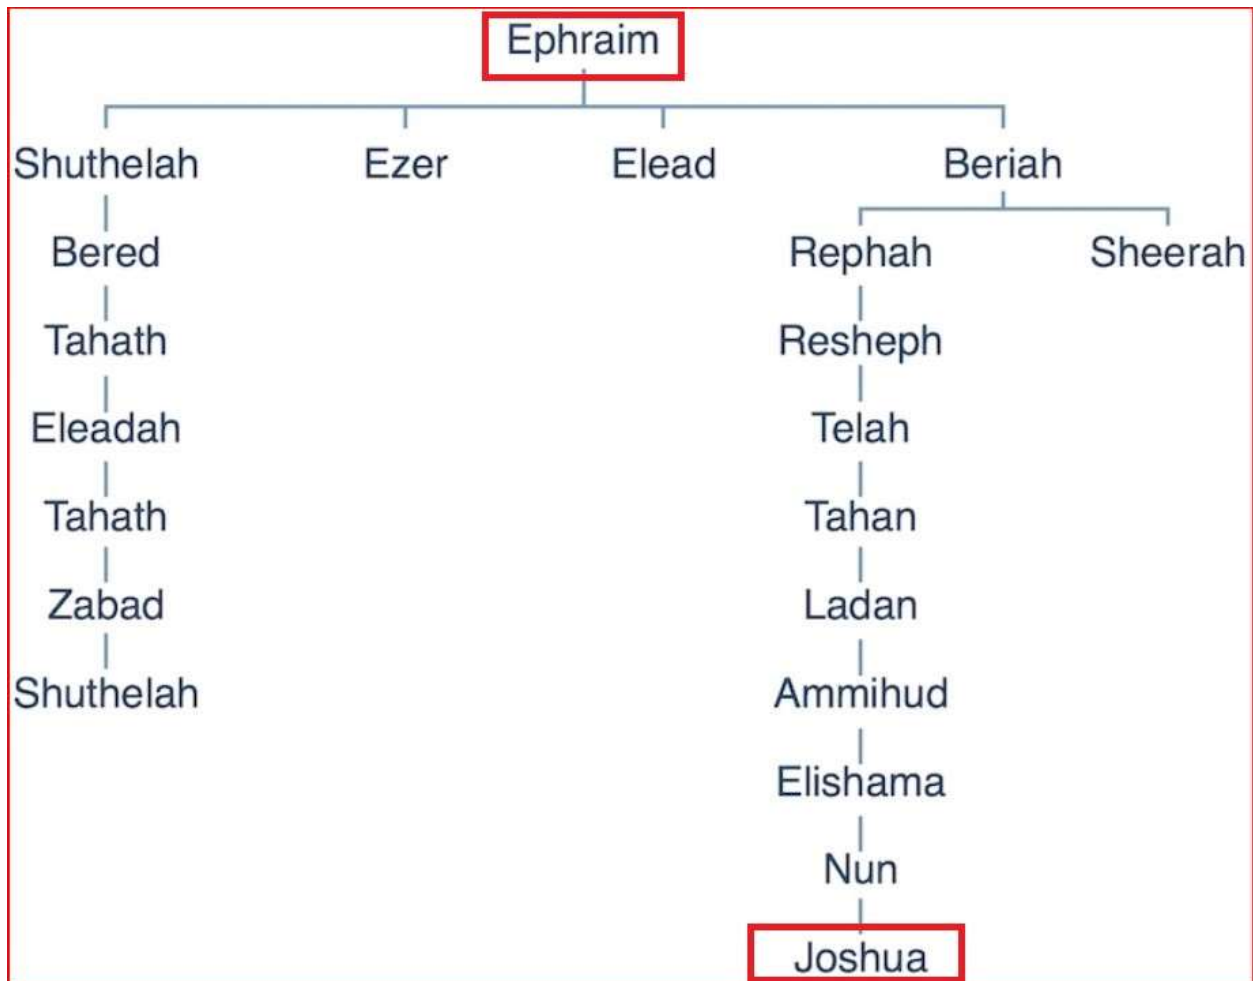 Ephraim
Shuthelah Ezer Elead Beriah
Bered Rephah Sheerah
Tahath Resheph
Eleadah Telah
Tahath Tahan
Zabad Ladan
Shuthelah Ammihud
Elishama
Nun
Joshua